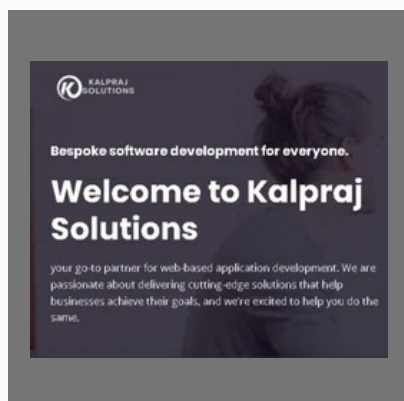 KALPRAJ
SOLUTIONS
Bespoke software development for everyone.
Welcome to Kalpraj
Solutions
your go-to partner for web-based application development. We are
passionate about delivering cutting-edge solutions that help
businesses achieve their goals, and we're excited to help you do the
same.